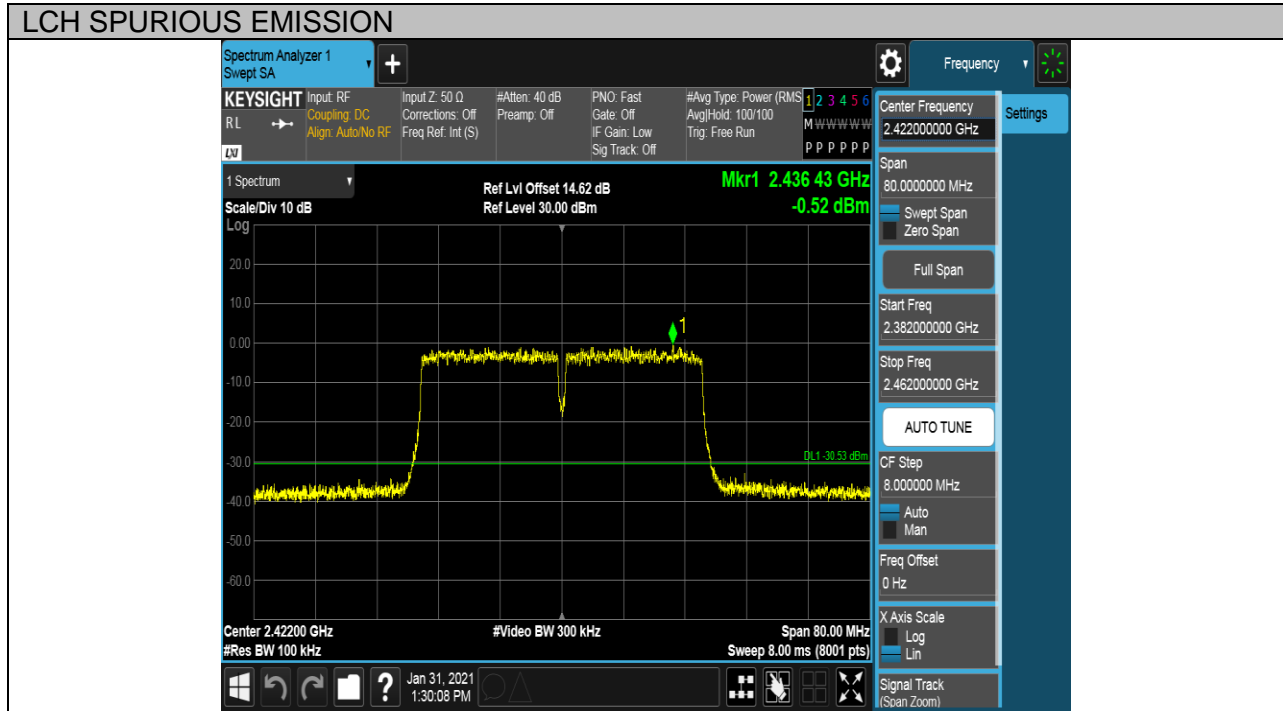 LCH SPURIOUS EMISSION
Spectrum Analyzer 1
Swept SA
+
Frequency
KEYSIGHT
RL
LXI
Input: RF
Coupling: DC
Align: Auto/No RF
Input Z: 50 Ω
Corrections: Off
Freq Ref: Int (S)
#Atten: 40 dB
Preamp: Off
PNO: Fast
Gate: Off
IF Gain: Low
Sig Track: Off
#Avg Type: Power (RMS
Avg|Hold: 100/100
Trig: Free Run
1 2 3 4 5 6
M W W W W W
P P P P P P
1 Spectrum
Scale/Div 10 dB
Log
Ref Lvl Offset 14.62 dB
Ref Level 30.00 dBm
Mkr1 2.436 43 GHz
-0.52 dBm
20.0
10.0
0.00
-10.0
-20.0
-30.0
-40.0
-50.0
-60.0
1
DL1 -30.53 dBm
Center 2.42200 GHz
#Res BW 100 kHz
#Video BW 300 kHz
Span 80.00 MHz
Sweep 8.00 ms (8001 pts)
Center Frequency
2.422000000 GHz
Settings
Span
80.0000000 MHz
Swept Span
Zero Span
Full Span
Start Freq
2.382000000 GHz
Stop Freq
2.462000000 GHz
AUTO TUNE
CF Step
8.000000 MHz
Auto
Man
Freq Offset
0 Hz
X Axis Scale
Log
Lin
Signal Track
(Span Zoom)
?
Jan 31, 2021
1:30:08 PM